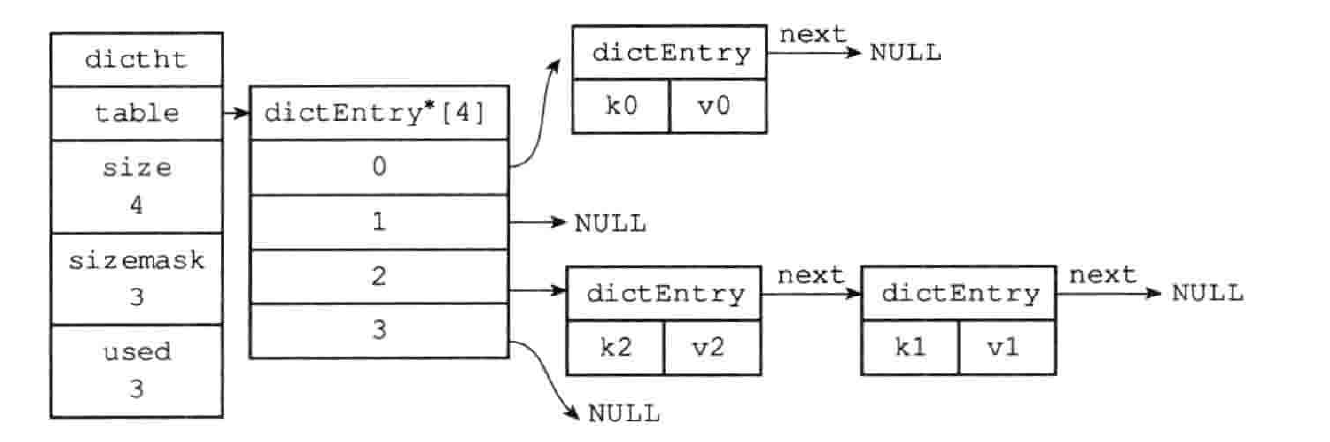 dictht
table
size
4
sizemask
3
used
3
dictEntry*[4]
0
1
2
3
dictEntry
k0 v0
next
NULL
NULL
dictEntry
k2 v2
next
dictEntry
k1 v1
next
NULL
NULL